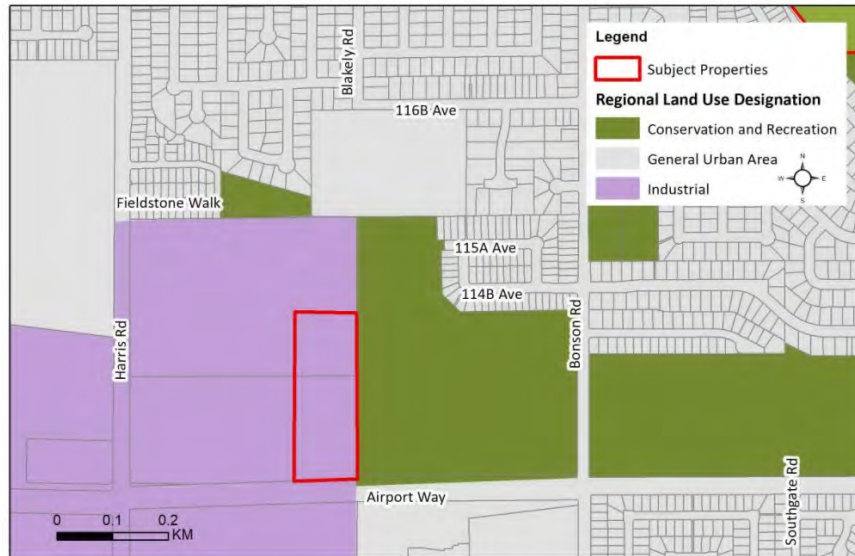 Legend
Subject Properties
Regional Land Use Designation
Conservation and Recreation
General Urban Area
Industrial
N
W E
S
Blakely Rd
116B Ave
Fieldstone Walk
115A Ave
114B Ave
Harris Rd
Bonson Rd
Airport Way
Southgate Rd
0 0.1 0.2
KM